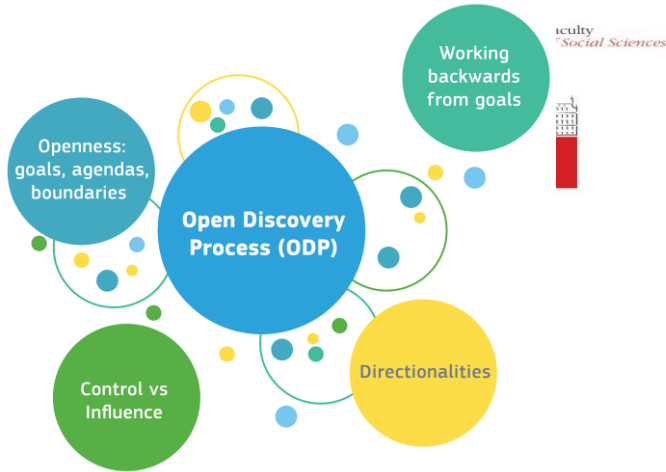 Working
backwards
from goals
Social Sciences
Openness:
goals, agendas,
boundaries
Open Discovery
Process (ODP)
Directionalities
Control vs
Influence